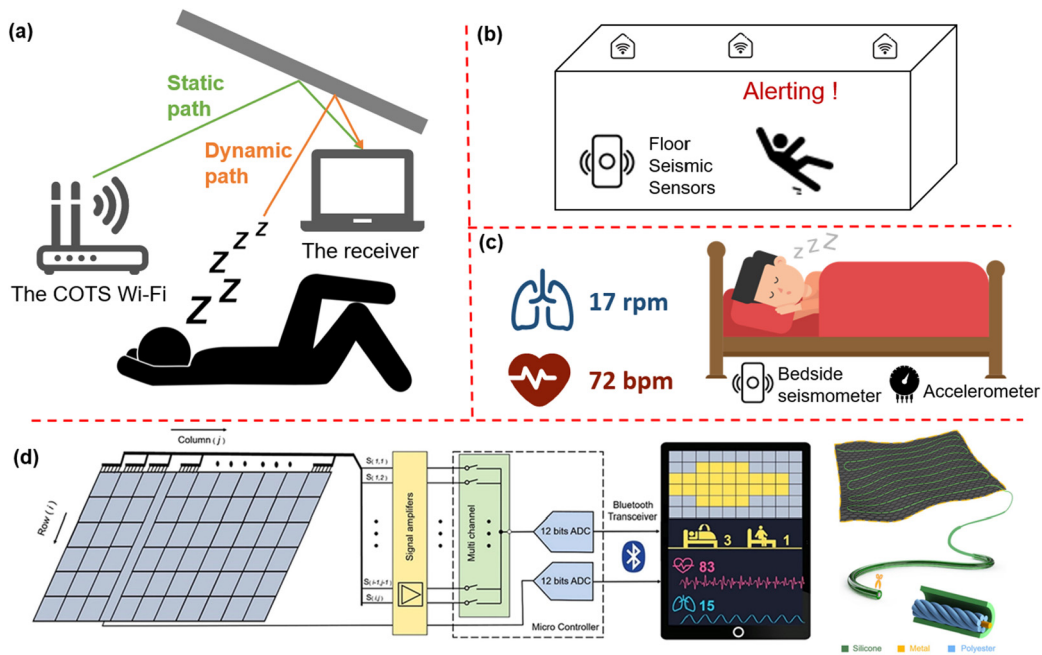 (a)
Static
path
Dynamic
path
z
z
z
Z
Z
The receiver
The COTS Wi-Fi
(b)
Alerting !
Floor
Seismic
Sensors
(c)
zzZ
17 rpm
72 bpm
Bedside
seismometer
Accelerometer
(d)
Column ( j )
Row ( i )
S(1,1)
S(1,2)
S(i-1,j-1)
S(i,j)
Signal amplifers
Multi channel
12 bits ADC
12 bits ADC
Micro Controller
Bluetooth
Transceiver
3
1
83
15
Silicone
Metal
Polyester